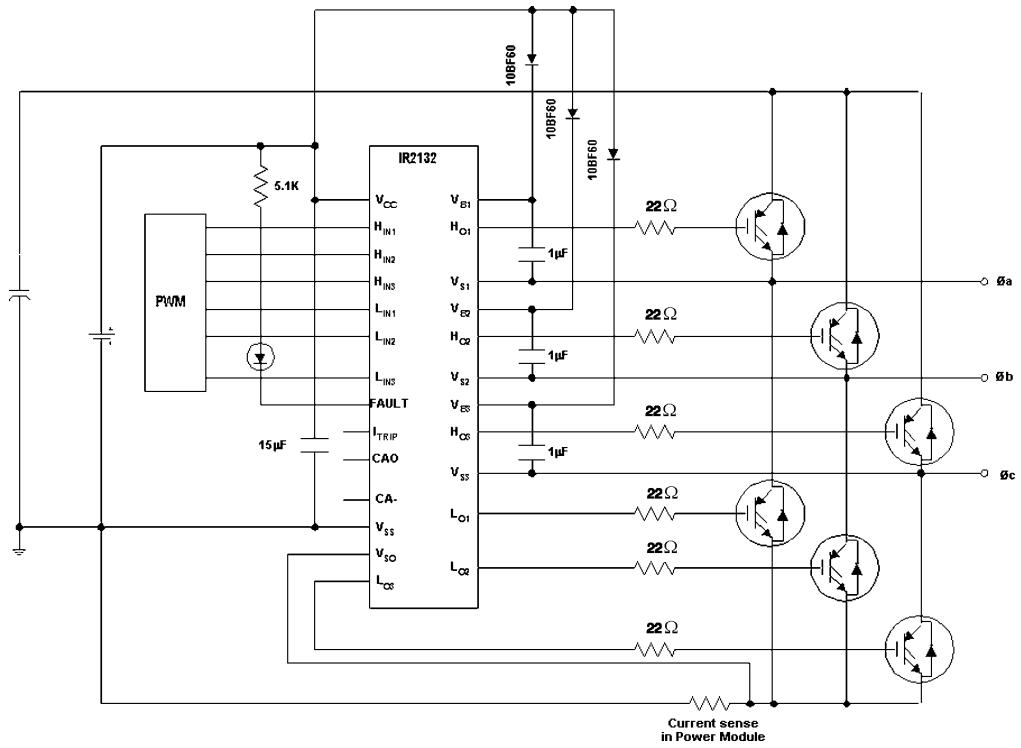 10BF60
10BF60
10BF60
IR2132
5.1K
PWM
15µF
VCC
HIN1
HIN2
HIN3
LIN1
LIN2
LIN3
FAULT
ITRIP
CAO
CA-
VSS
VSO
LO3
VB1
HO1
VS1
VB2
HO2
VS2
VB3
HO3
VS3
LO1
LO2
1µF
1µF
1µF
22Ω
22Ω
22Ω
22Ω
22Ω
22Ω
Øa
Øb
Øc
Current sense
in Power Module